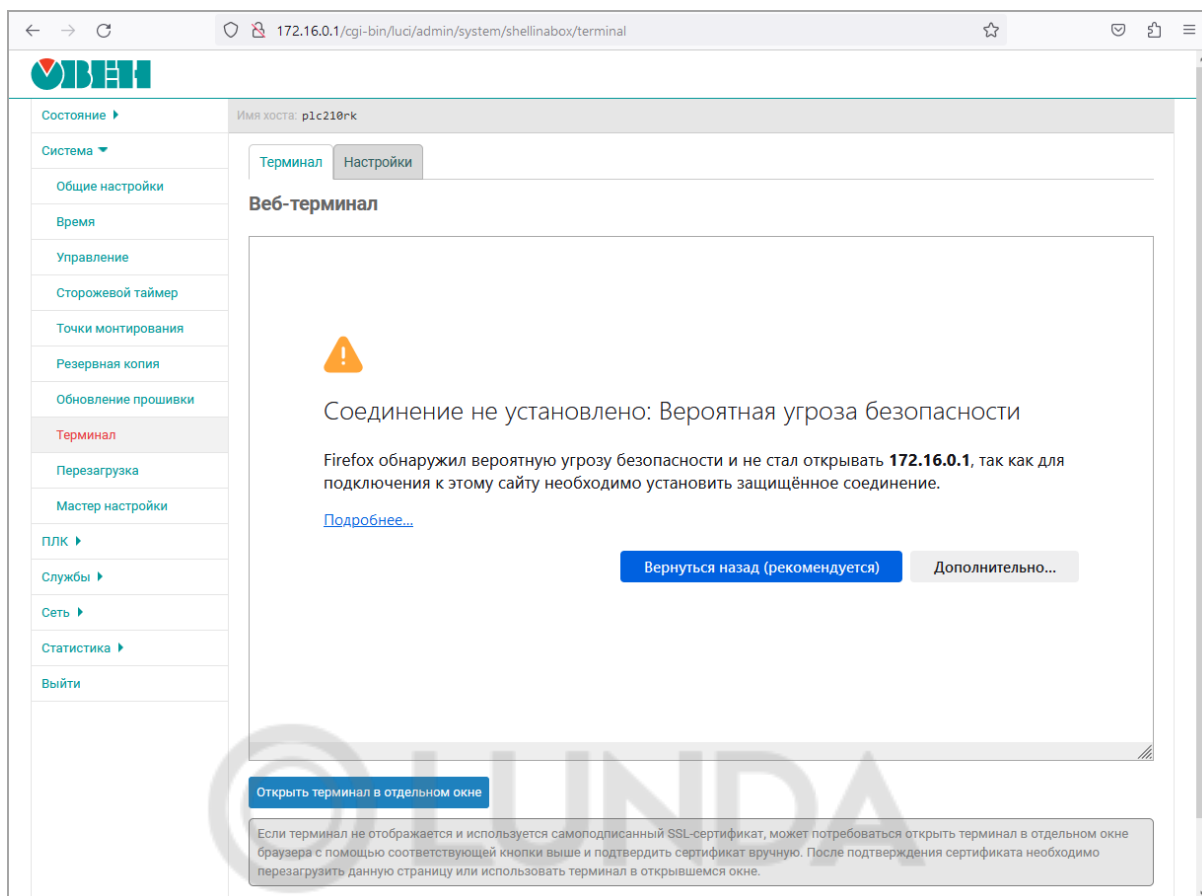 172.16.0.1/cgi-bin/luci/admin/system/shellinabox/terminal
ОВЕН
Состояние
Имя хоста: plc210rk
Система
Терминал
Настройки
Общие настройки
Веб-терминал
Время
Управление
Сторожевой таймер
Точки монтирования
Резервная копия
Обновление прошивки
Терминал
Перезагрузка
Мастер настройки
ПЛК
Службы
Сеть
Статистика
Выйти
Соединение не установлено: Вероятная угроза безопасности
Firefox обнаружил вероятную угрозу безопасности и не стал открывать 172.16.0.1, так как для
подключения к этому сайту необходимо установить защищённое соединение.
Подробнее...
Вернуться назад (рекомендуется)
Дополнительно...
© LUNDA
Открыть терминал в отдельном окне
Если терминал не отображается и используется самоподписанный SSL-сертификат, может потребоваться открыть терминал в отдельном окне
браузера с помощью соответствующей кнопки выше и подтвердить сертификат вручную. После подтверждения сертификата необходимо
перезагрузить данную страницу или использовать терминал в открывшемся окне.